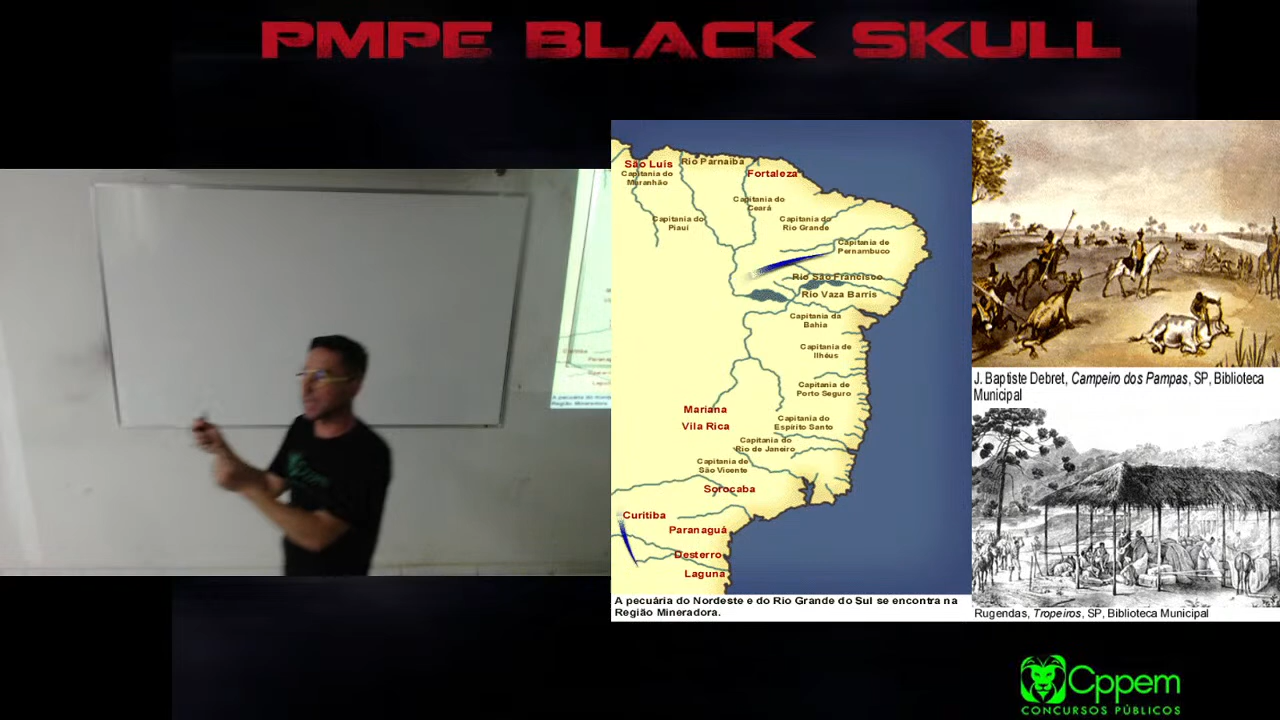 PMPE BLACK SKULL
São Luís
Capitania do
Maranhão
Rio Parnaíba
Fortaleza
Capitania do
Ceará
Capitania do
Piauí
Capitania do
Rio Grande
Capitania de
Pernambuco
Rio São Francisco
Rio Vaza Barris
Capitania da
Bahia
Capitania de
Ilhéus
Capitania de
Porto Seguro
Mariana
Vila Rica
Capitania do
Espírito Santo
Capitania do
Rio de Janeiro
Capitania de
São Vicente
Sorocaba
Curitiba
Paranaguá
Desterro
Laguna
A pecuária do Nordeste e do Rio Grande do Sul se encontra na
Região Mineradora.
J. Baptiste Debret, Campeiro dos Pampas, SP, Biblioteca
Municipal
Rugendas, Tropeiros, SP, Biblioteca Municipal
Cppem
Cppem
CONCURSOS PÚBLICOS